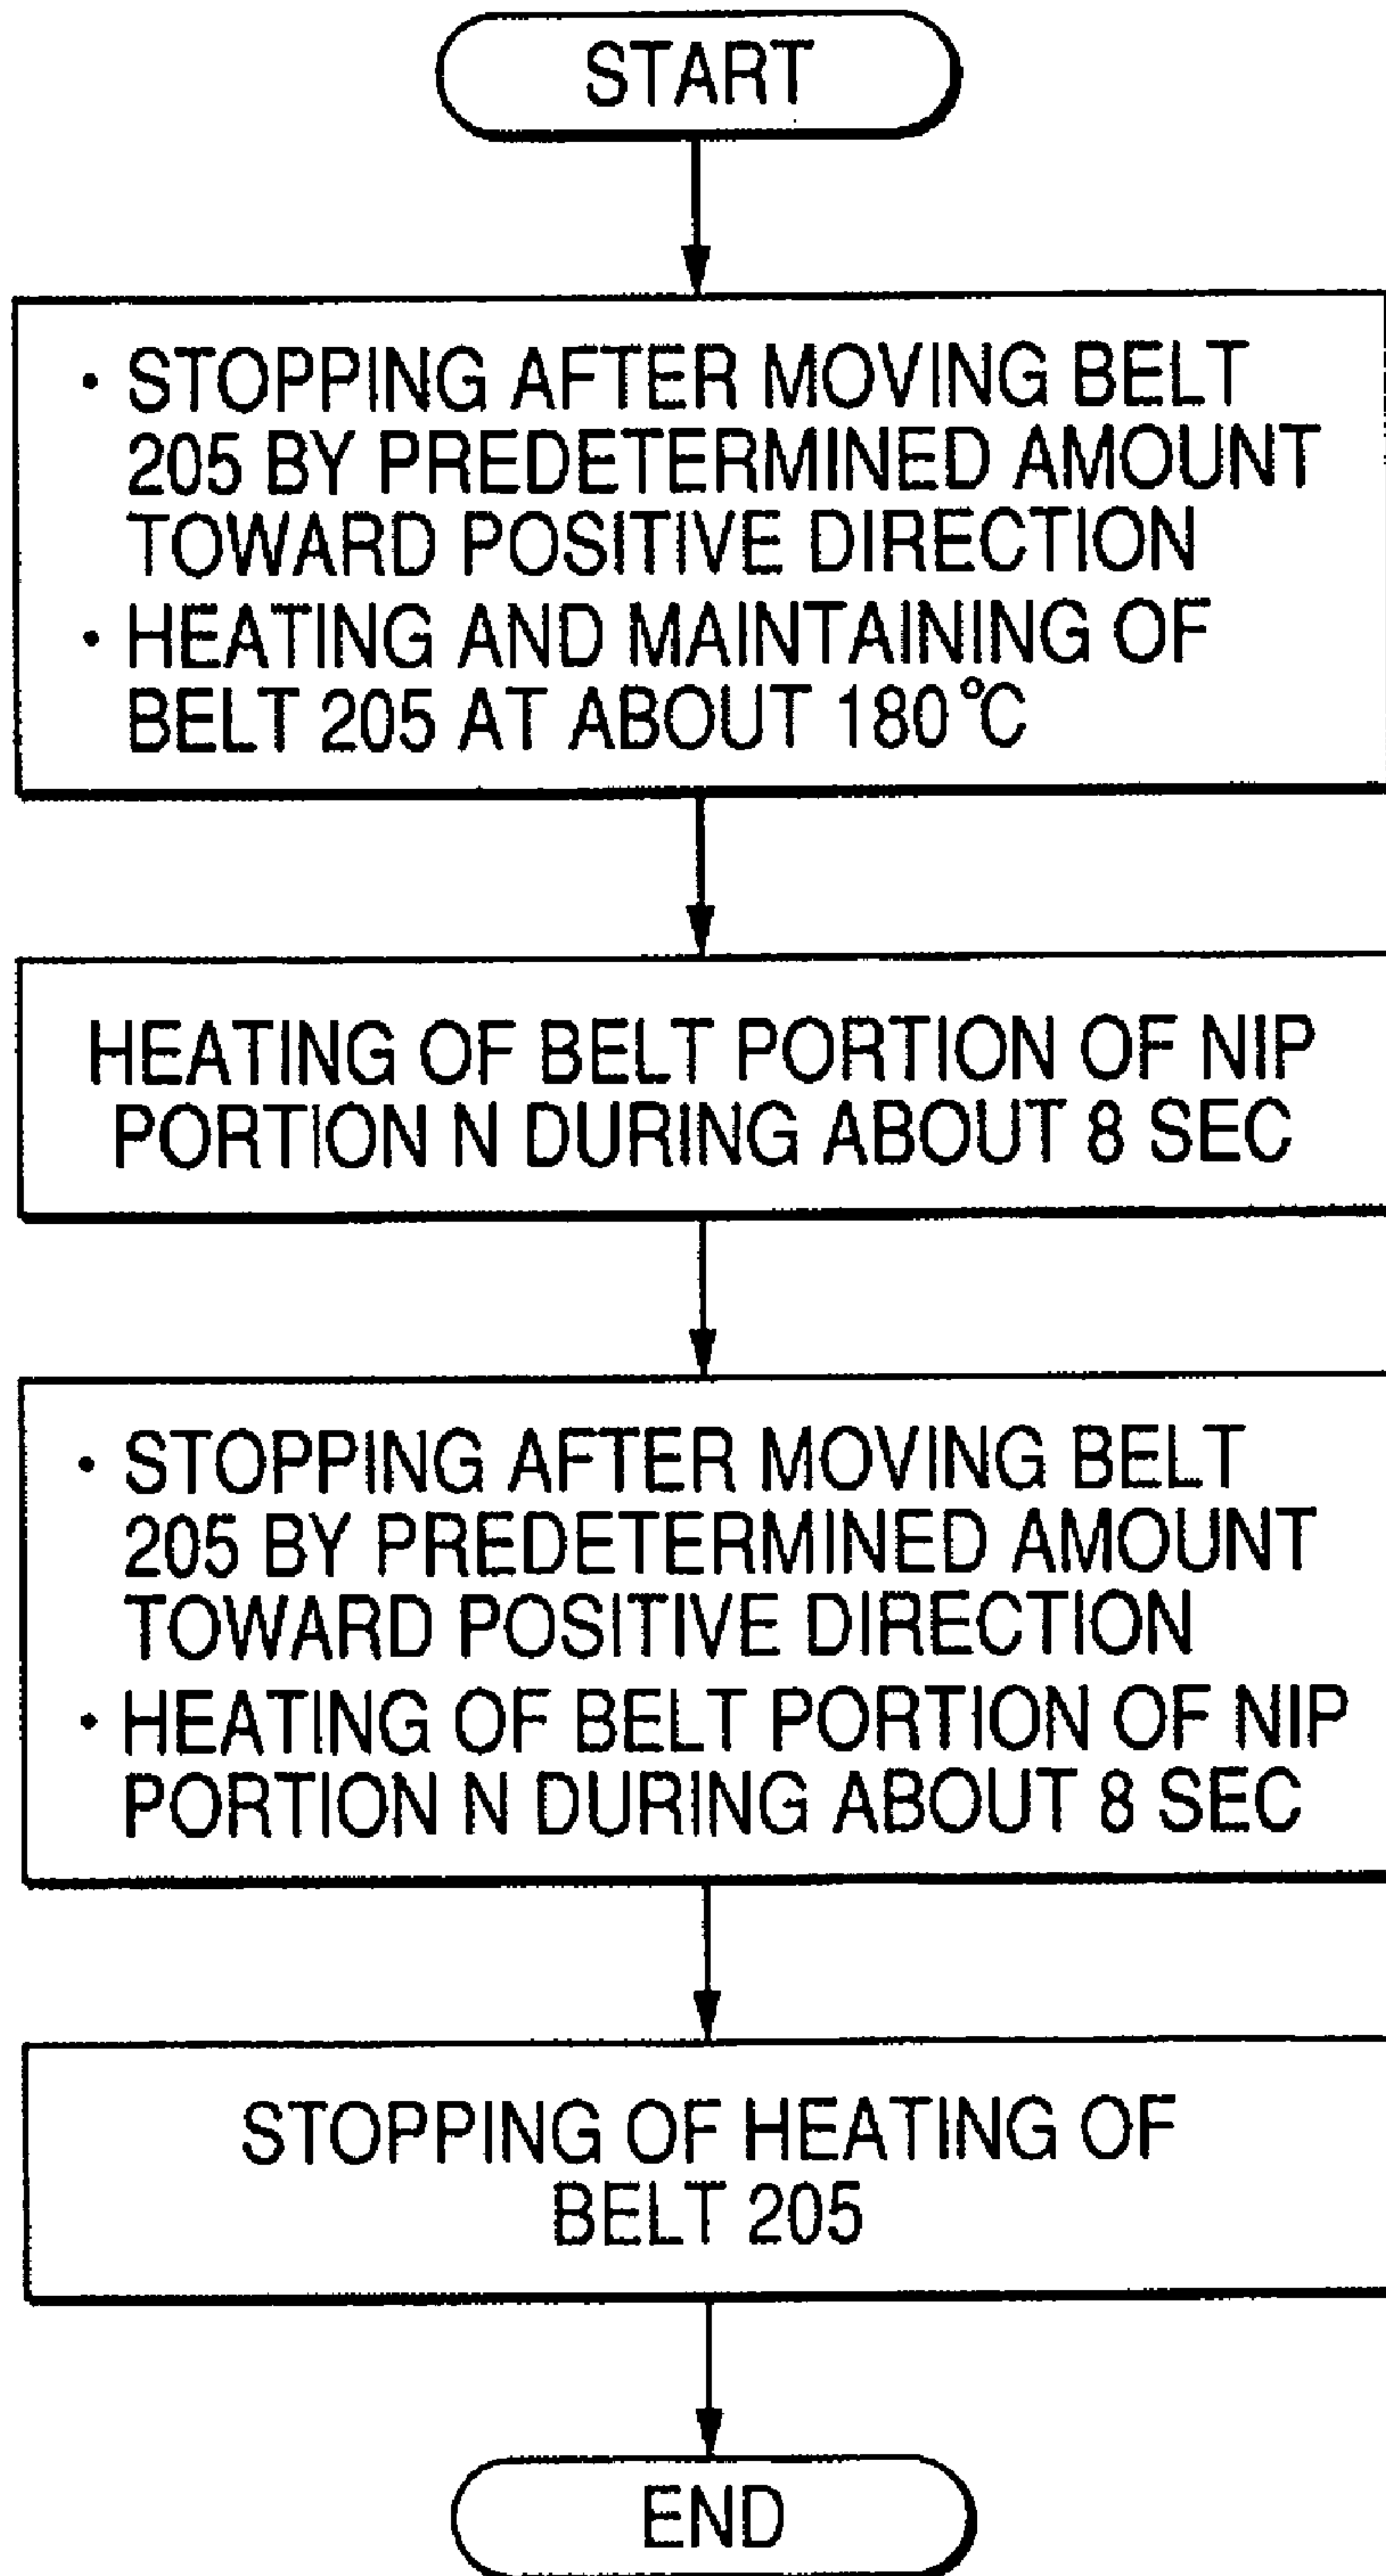 START
· STOPPING AFTER MOVING BELT
205 BY PREDETERMINED AMOUNT
TOWARD POSITIVE DIRECTION
· HEATING AND MAINTAINING OF
BELT 205 AT ABOUT 180°C
HEATING OF BELT PORTION OF NIP
PORTION N DURING ABOUT 8 SEC
· STOPPING AFTER MOVING BELT
205 BY PREDETERMINED AMOUNT
TOWARD POSITIVE DIRECTION
· HEATING OF BELT PORTION OF NIP
PORTION N DURING ABOUT 8 SEC
STOPPING OF HEATING OF
BELT 205
END